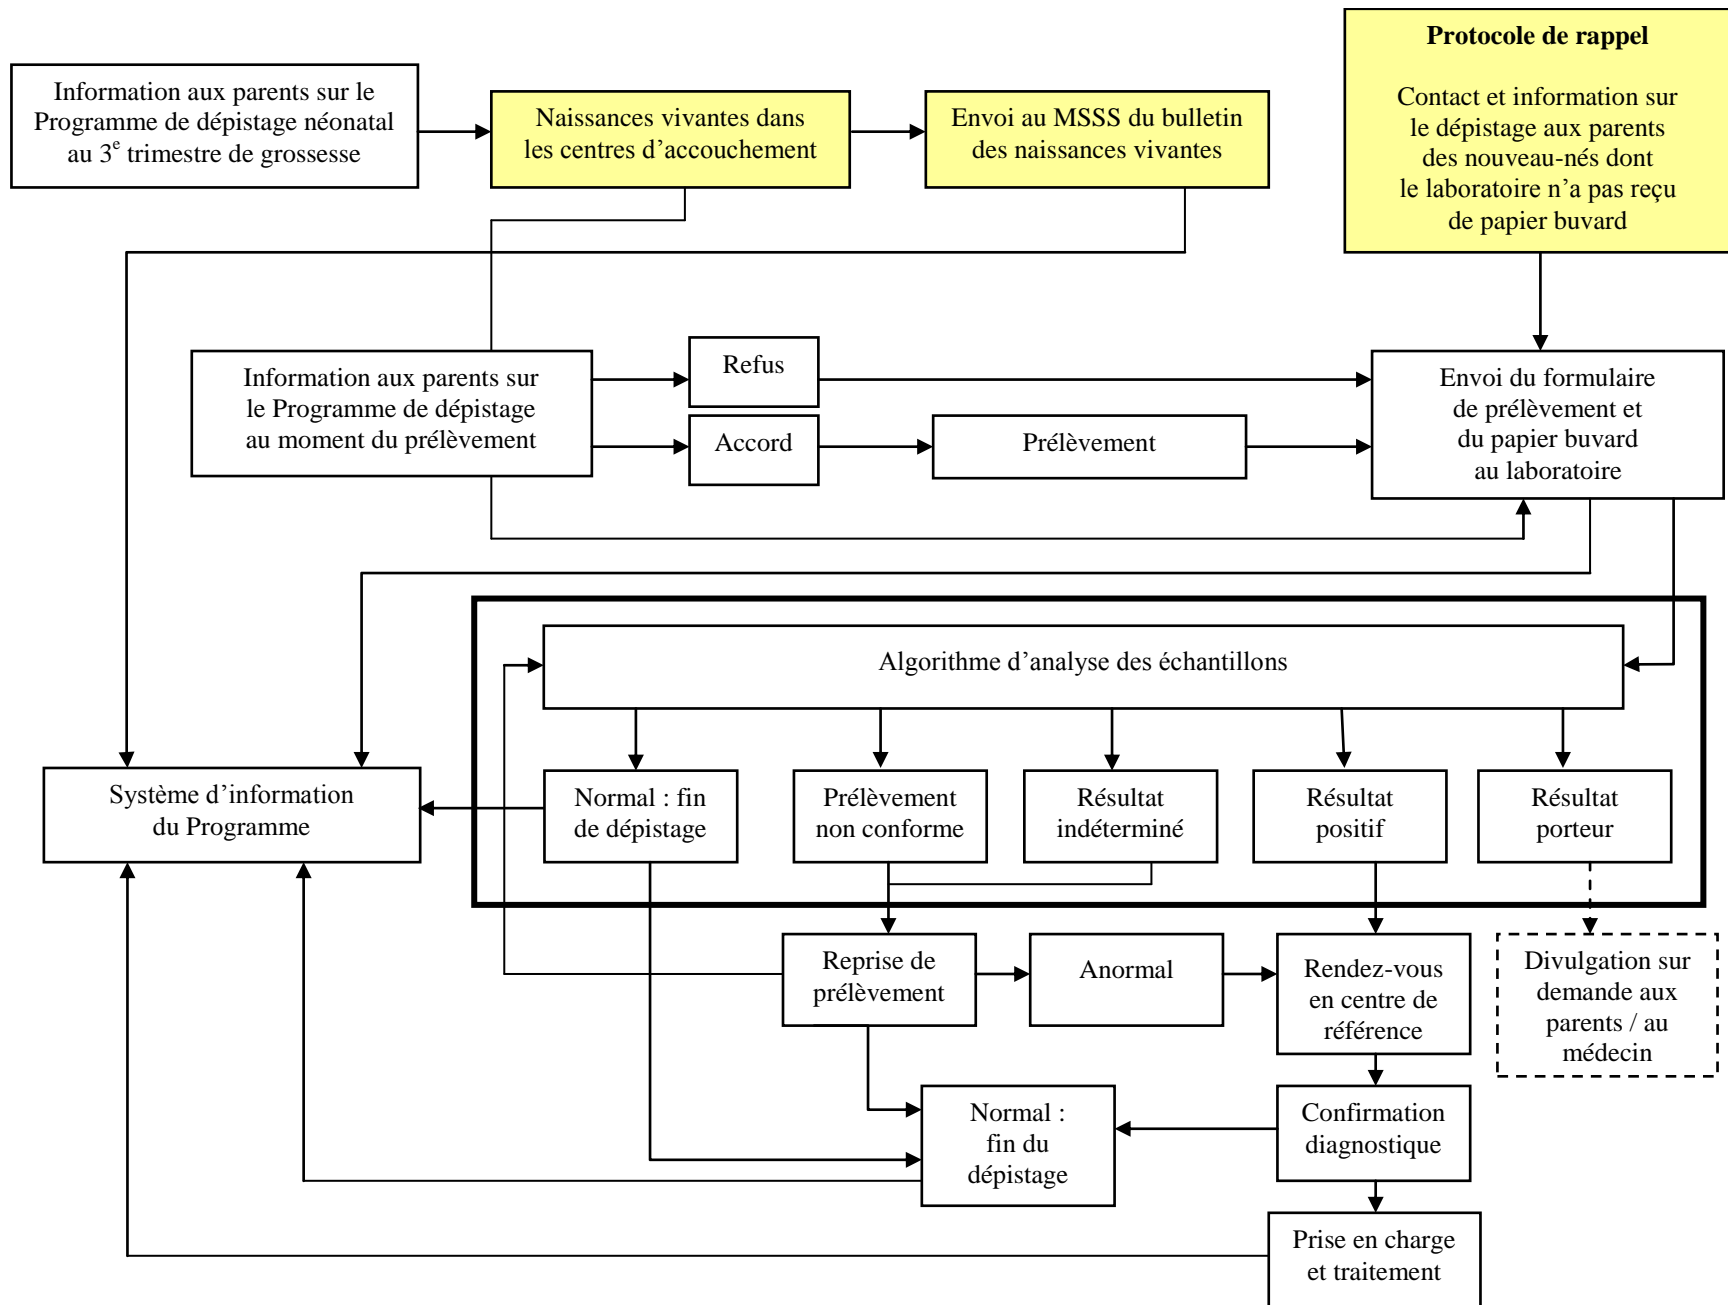 Protocole de rappel
Contact et information sur
le dépistage aux parents
des nouveau-nés dont
le laboratoire n’a pas reçu
de papier buvard
Information aux parents sur le
Programme de dépistage néonatal
au 3e trimestre de grossesse
Naissances vivantes dans
les centres d’accouchement
Envoi au MSSS du bulletin
des naissances vivantes
Information aux parents sur
le Programme de dépistage
au moment du prélèvement
Refus
Accord
Prélèvement
Envoi du formulaire
de prélèvement et
du papier buvard
au laboratoire
Algorithme d’analyse des échantillons
Système d’information
du Programme
Normal : fin
de dépistage
Prélèvement
non conforme
Résultat
indéterminé
Résultat
positif
Résultat
porteur
Reprise de
prélèvement
Anormal
Rendez-vous
en centre de
référence
Divulgation sur
demande aux
parents / au
médecin
Normal :
fin du
dépistage
Confirmation
diagnostique
Prise en charge
et traitement